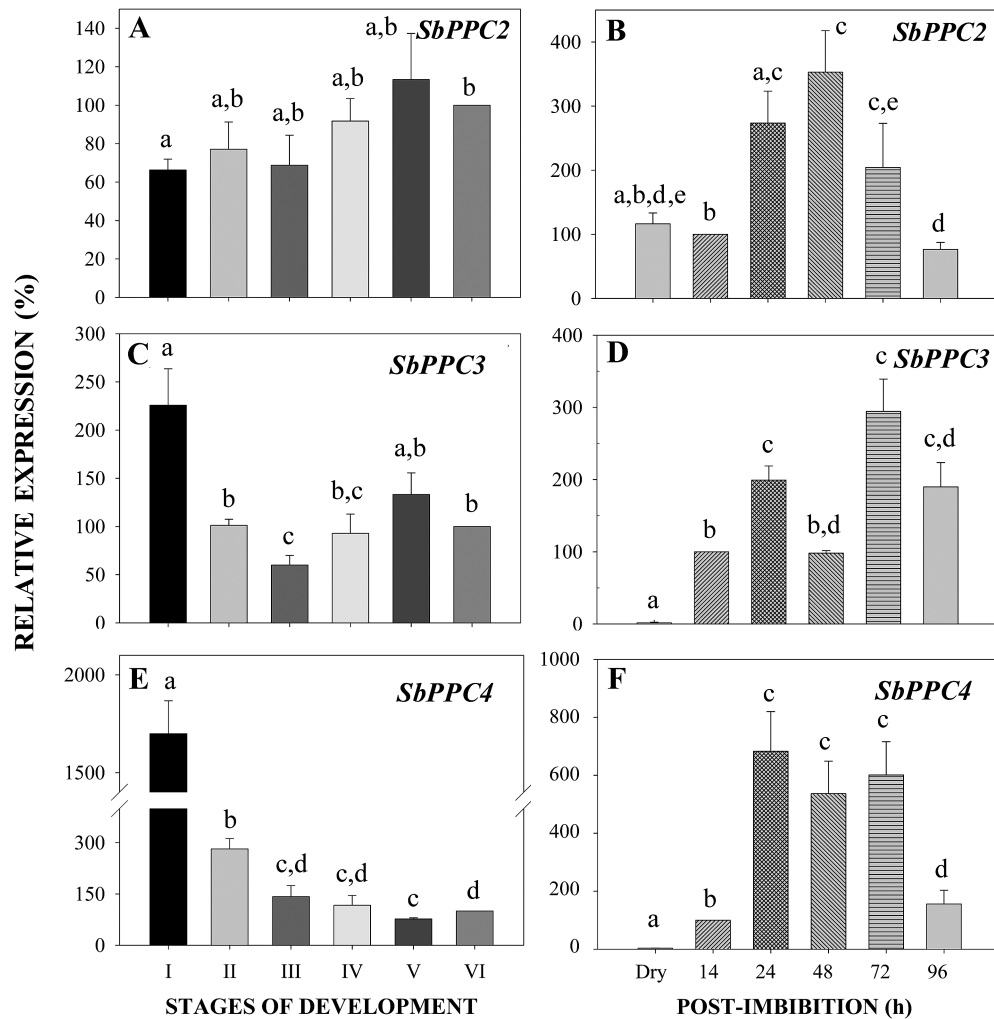 RELATIVE EXPRESSION (%)
A
SbPPC2
140
120
100
80
60
40
20
0
a
a,b
a,b
a,b
a,b
b
B
SbPPC2
400
300
200
100
0
a,b,d,e
b
a,c
c
c,e
d
C
SbPPC3
300
250
200
150
100
50
0
a
b
c
b,c
a,b
b
D
SbPPC3
400
300
200
100
0
a
b
c
b,d
c
c,d
E
SbPPC4
2000
1500
300
150
0
a
b
c,d
c,d
c
d
I II III IV V VI
STAGES OF DEVELOPMENT
F
SbPPC4
1000
800
600
400
200
0
a
b
c
c
c
d
Dry 14 24 48 72 96
POST-IMBIBITION (h)